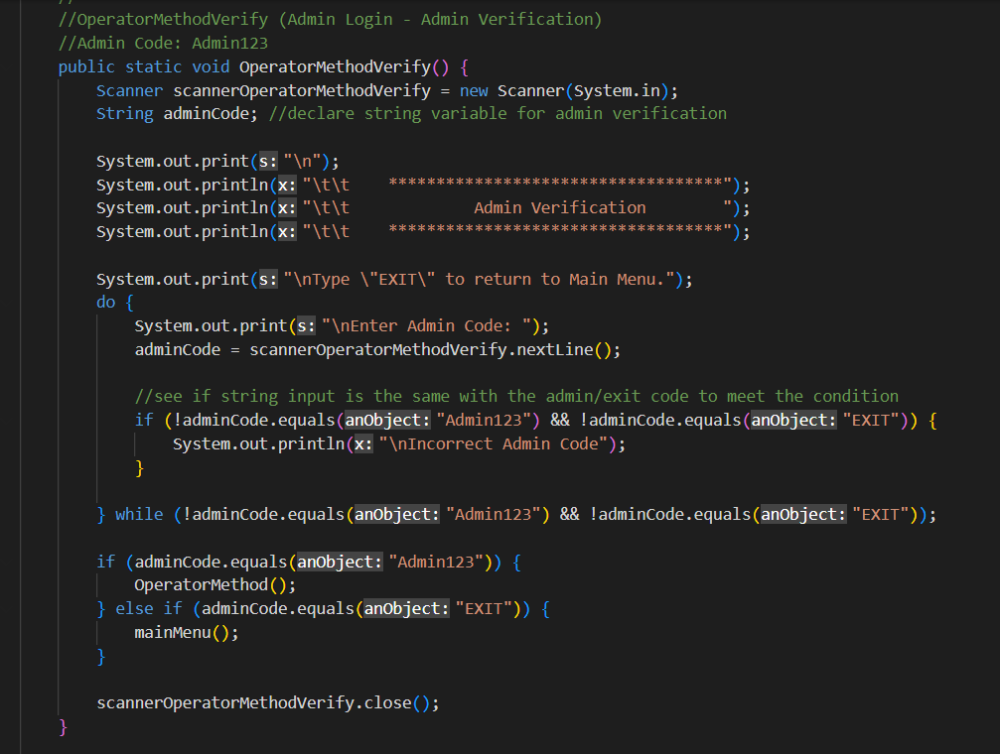 //OperatorMethodVerify (Admin Login - Admin Verification)
//Admin Code: Admin123
public static void OperatorMethodVerify() {
Scanner scannerOperatorMethodVerify = new Scanner(System.in);
String adminCode; //declare string variable for admin verification
System.out.print(s: "\n");
System.out.println(x: "\t\t    ***********************************");
System.out.println(x: "\t\t             Admin Verification        ");
System.out.println(x: "\t\t    ***********************************");
System.out.print(s: "\nType \"EXIT\" to return to Main Menu.");
do {
System.out.print(s: "\nEnter Admin Code: ");
adminCode = scannerOperatorMethodVerify.nextLine();
//see if string input is the same with the admin/exit code to meet the condition
if (!adminCode.equals(anObject: "Admin123") && !adminCode.equals(anObject: "EXIT")) {
System.out.println(x: "\nIncorrect Admin Code");
}
} while (!adminCode.equals(anObject: "Admin123") && !adminCode.equals(anObject: "EXIT"));
if (adminCode.equals(anObject: "Admin123")) {
OperatorMethod();
} else if (adminCode.equals(anObject: "EXIT")) {
mainMenu();
}
scannerOperatorMethodVerify.close();
}